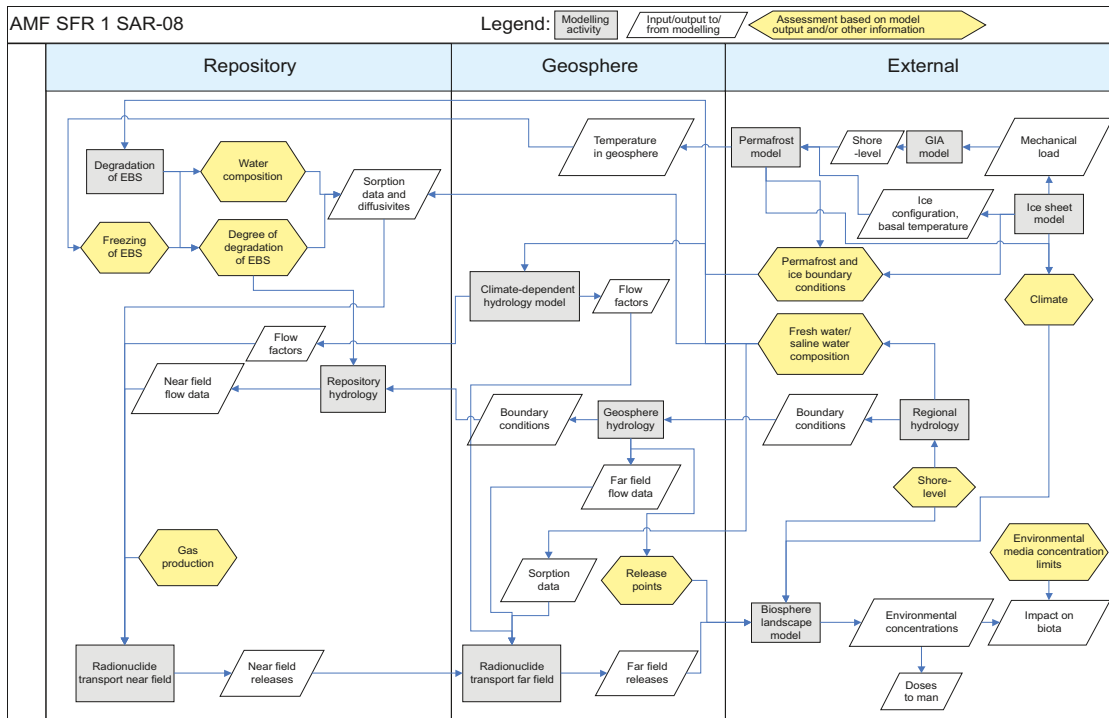 AMF SFR 1 SAR-08
Legend:
Modelling
activity
Input/output to/
from modelling
Assessment based on model
output and/or other information
Repository
Geosphere
External
Degradation
of EBS
Water
composition
Sorption
data and
diffusivites
Freezing
of EBS
Degree of
degradation
of EBS
Flow
factors
Near field
flow data
Repository
hydrology
Gas
production
Radionuclide
transport near field
Near field
releases
Temperature
in geosphere
Climate-dependent
hydrology model
Flow
factors
Boundary
conditions
Geosphere
hydrology
Far field
flow data
Sorption
data
Release
points
Radionuclide
transport far field
Far field
releases
Permafrost
model
Shore
-level
GIA
model
Mechanical
load
Ice
configuration,
basal temperature
Ice sheet
model
Permafrost and
ice boundary
conditions
Climate
Fresh water/
saline water
composition
Boundary
conditions
Regional
hydrology
Shore-
level
Environmental
media concentration
limits
Biosphere
landscape
model
Environmental
concentrations
Impact on
biota
Doses
to man